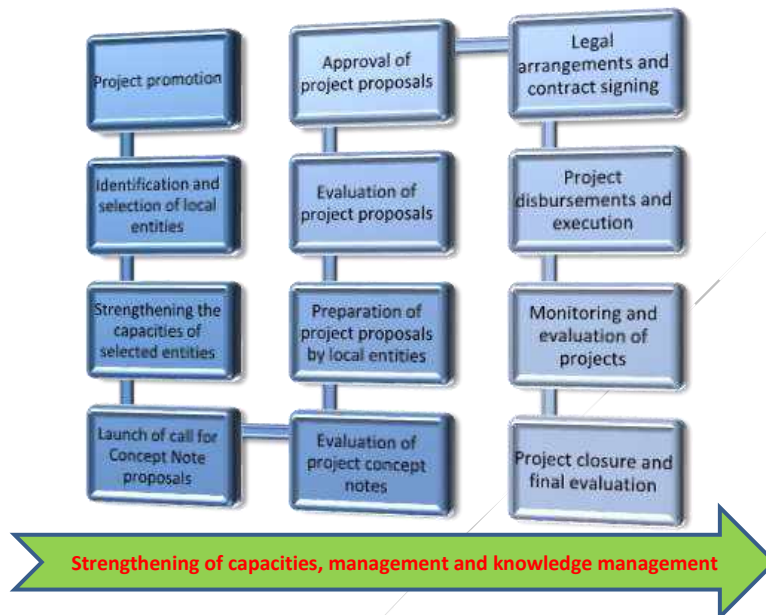 Project promotion
Identification and
selection of local
entities
Strengthening the
capacities of
selected entities
Launch of call for
Concept Note
proposals
Evaluation of
project concept
notes
Preparation of
project proposals
by local entities
Evaluation of
project proposals
Approval of
project proposals
Legal
arrangements and
contract signing
Project
disbursements and
execution
Monitoring and
evaluation of
projects
Project closure and
final evaluation
Strengthening of capacities, management and knowledge management